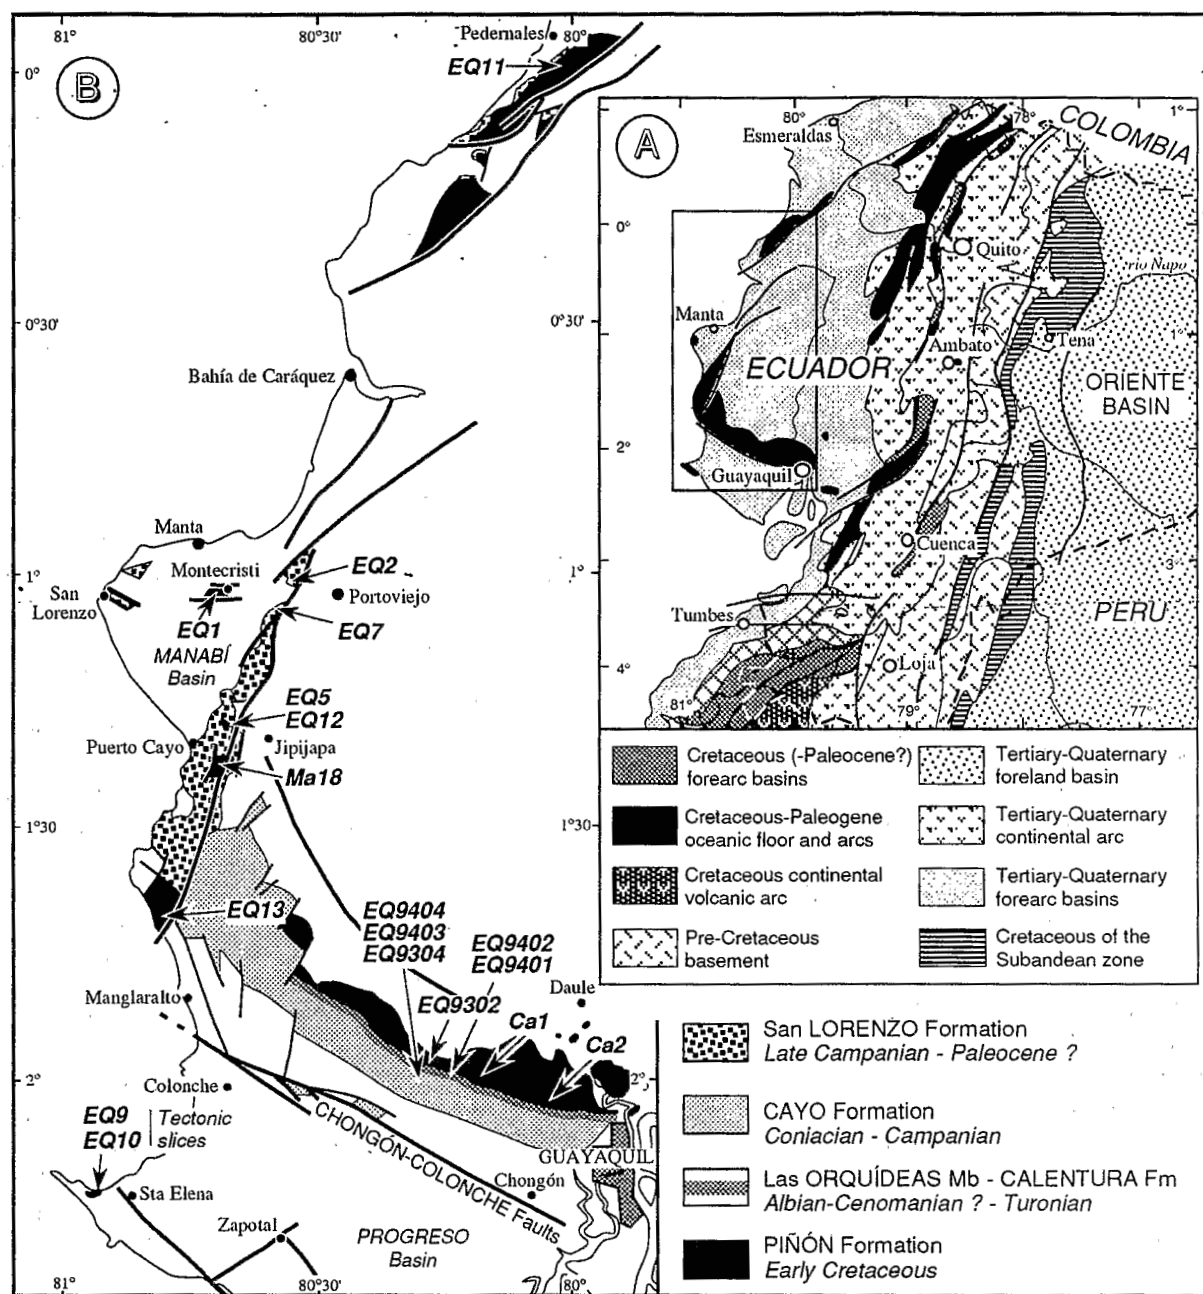 81°
80°30'
80°
Pedernales
0°
B
EQ11
A
80°
78°
1°
Esmeraldas
COLOMBIA
0°
Quito
río Napo
Manta
0°30'
0°30'
Ambato
Tena
1°
ECUADOR
ORIENTE
BASIN
Bahía de Caráquez
2°
Guayaquil
Manta
Cuenca
3°
Montecristi
EQ2
1°
1°
San
Lorenzo
Portoviejo
EQ1
EQ7
Tumbes
PERU
MANABÍ
Basin
Loja
4°
EQ5
EQ12
81°
79°
77°
Puerto Cayo
Jipijapa
Ma18
Cretaceous (-Paleocene?)
forearc basins
Tertiary-Quaternary
foreland basin
1°30
1°30
Cretaceous-Paleogene
oceanic floor and arcs
Tertiary-Quaternary
continental arc
Cretaceous continental
volcanic arc
Tertiary-Quaternary
forearc basins
Pre-Cretaceous
basement
Cretaceous of the
Subandean zone
EQ13
EQ9404
EQ9403
EQ9304
EQ9402
EQ9401
Manglaralto
EQ9302
Daule
Ca1
Ca2
San LORENZO Formation
Late Campanian - Paleocene ?
2°
2°
Colonche
EQ9
EQ10
Tectonic
slices
CHONGÓN-COLONCHE Faults
CAYO Formation
Coniacian - Campanian
GUAYAQUIL
Sta Elena
Chongón
Las ORQUÍDEAS Mb - CALENTURA Fm
Albian-Cenomanian ? - Turonian
Zapotal
PROGRESO
Basin
PIÑÓN Formation
Early Cretaceous
81°
80°30'
80°